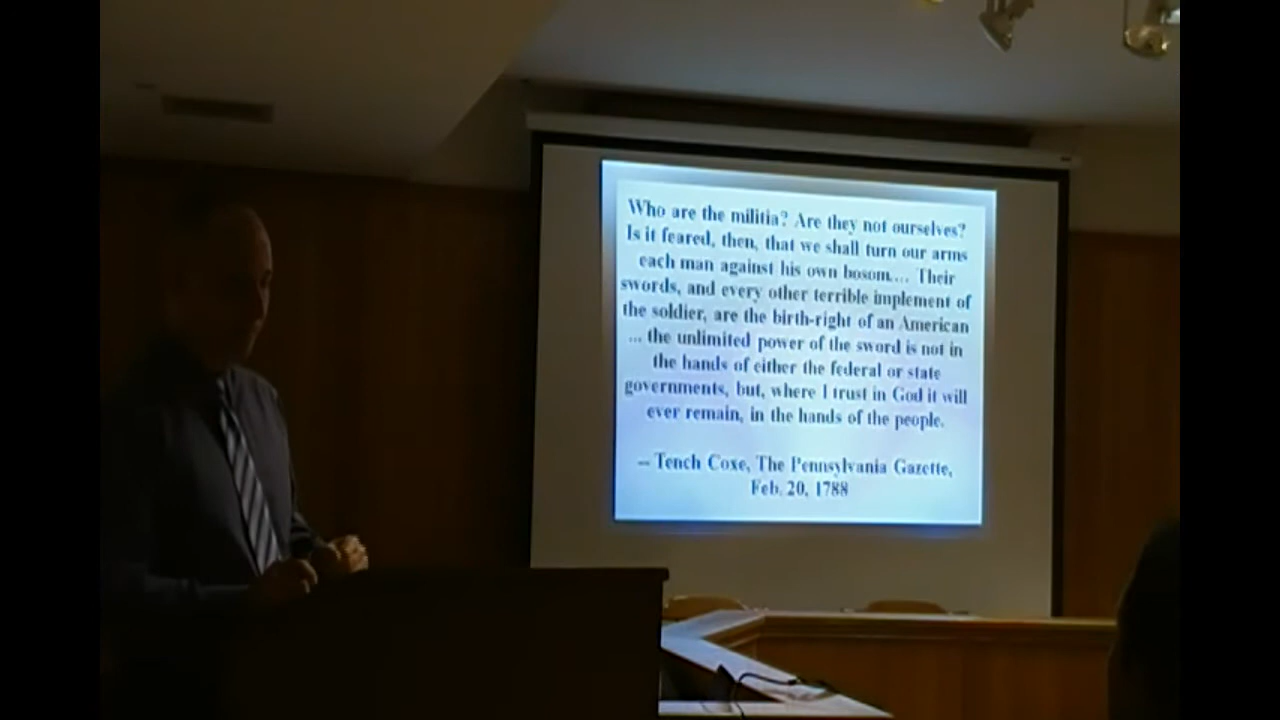 Who are the militia? Are they not ourselves?
Is it feared, then, that we shall turn our arms
each man against his own bosom.... Their
swords, and every other terrible implement of
the soldier, are the birth-right of an American
... the unlimited power of the sword is not in
the hands of either the federal or state
governments, but, where I trust in God it will
ever remain, in the hands of the people.
-- Tench Coxe, The Pennsylvania Gazette,
Feb. 20, 1788